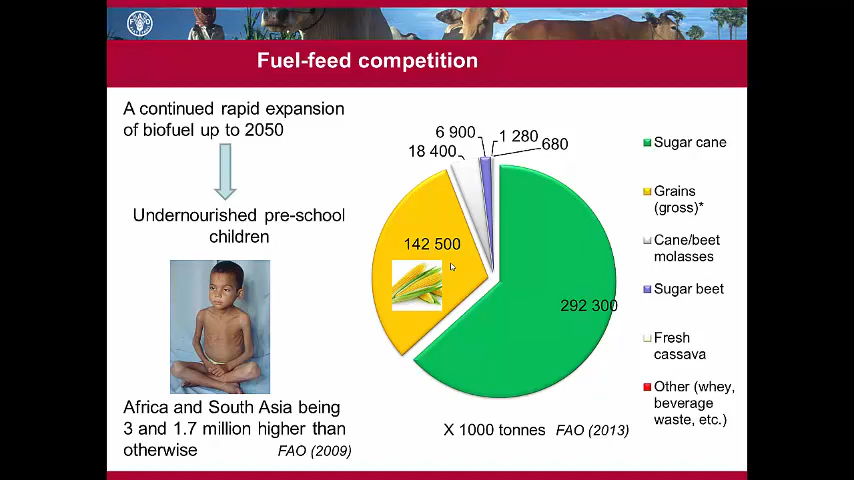 Fuel-feed competition
A continued rapid expansion
of biofuel up to 2050
Undernourished pre-school
children
Africa and South Asia being
3 and 1.7 million higher than
otherwise
FAO (2009)
6 900
1 280
680
18 400
142 500
292 300
X 1000 tonnes FAO (2013)
Sugar cane
Grains
(gross)*
Cane/beet
molasses
Sugar beet
Fresh
cassava
Other (whey,
beverage
waste, etc.)